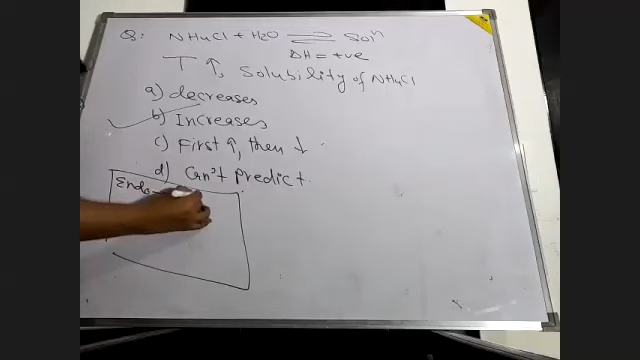 Q: NH4Cl + H2O ⇌ Solⁿ
ΔH = +ve
T ↑, Solubility of NH4Cl
a) decreases
b) Increases
c) First ↑, then ↓
d) Can't predict.
Endo